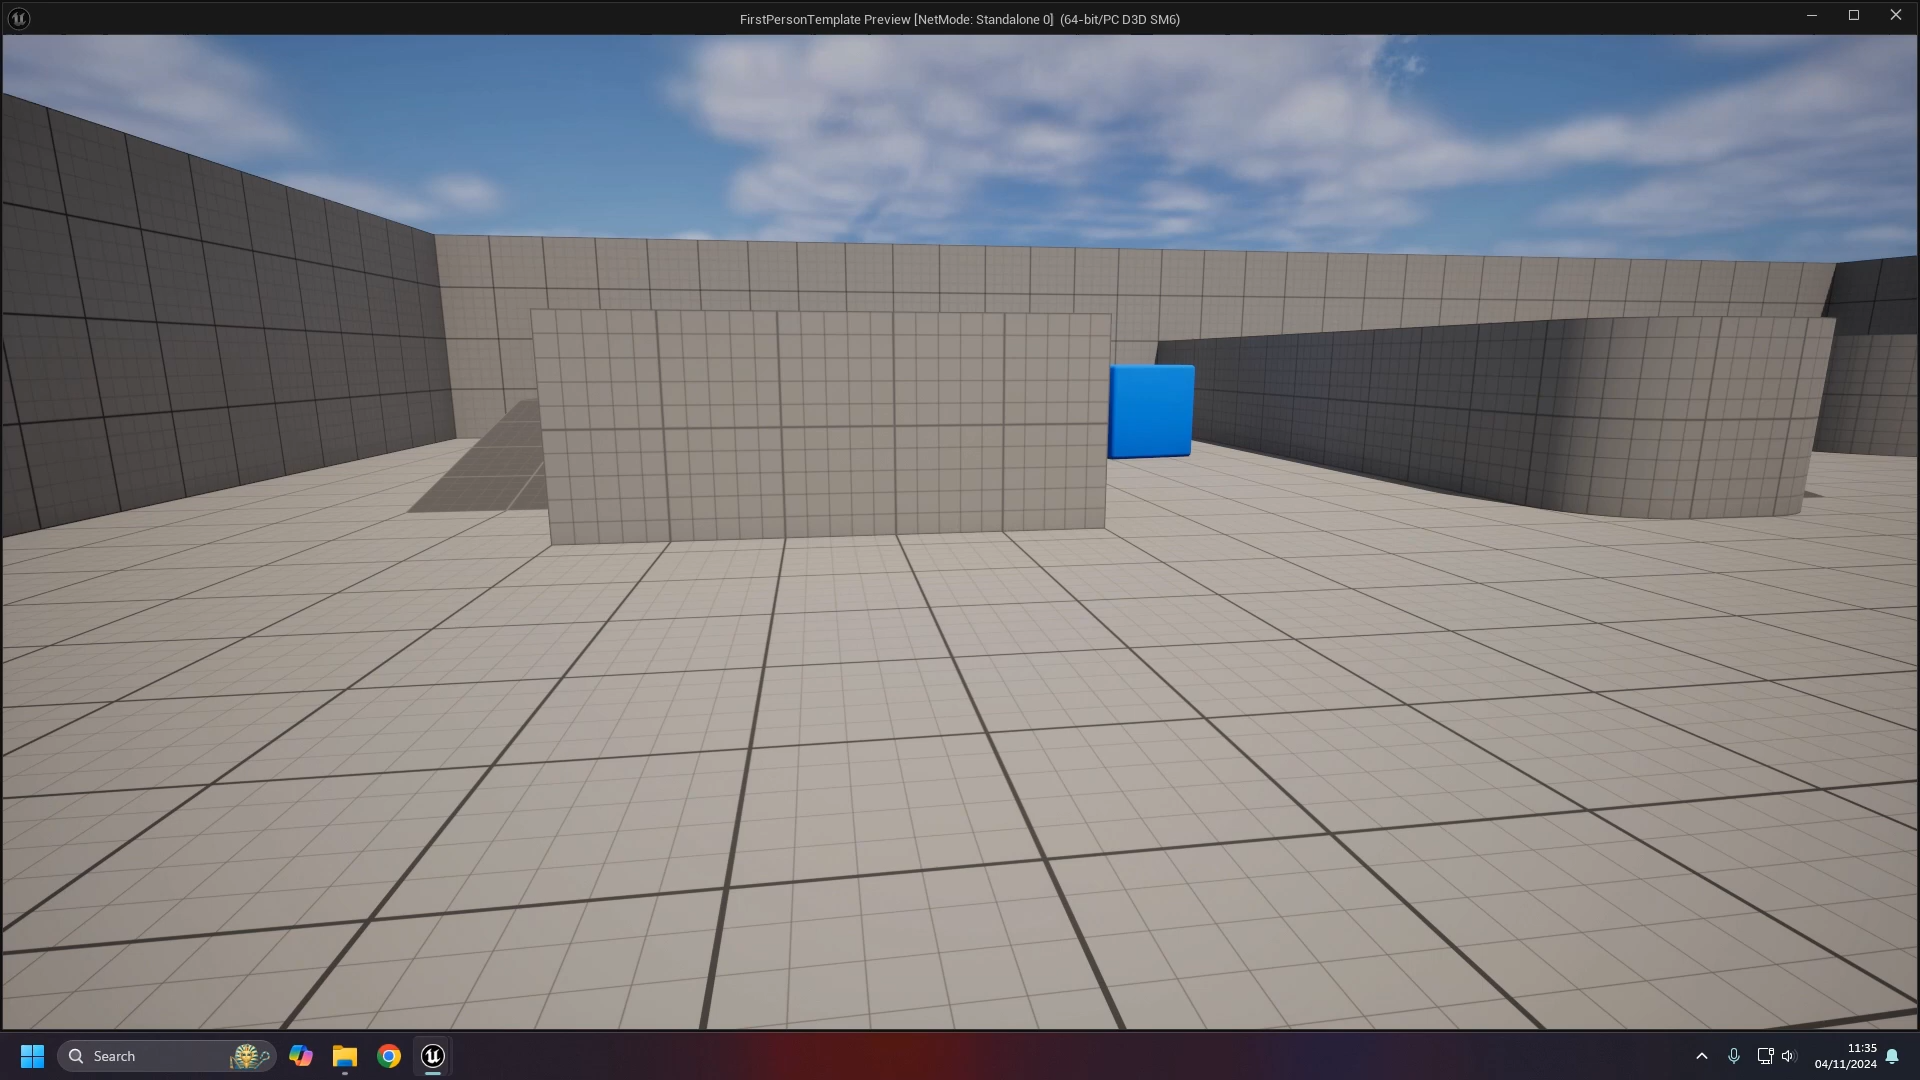 FirstPersonTemplate Preview [NetMode: Standalone 0]  (64-bit/PC D3D SM6)
Search
11:35
04/11/2024